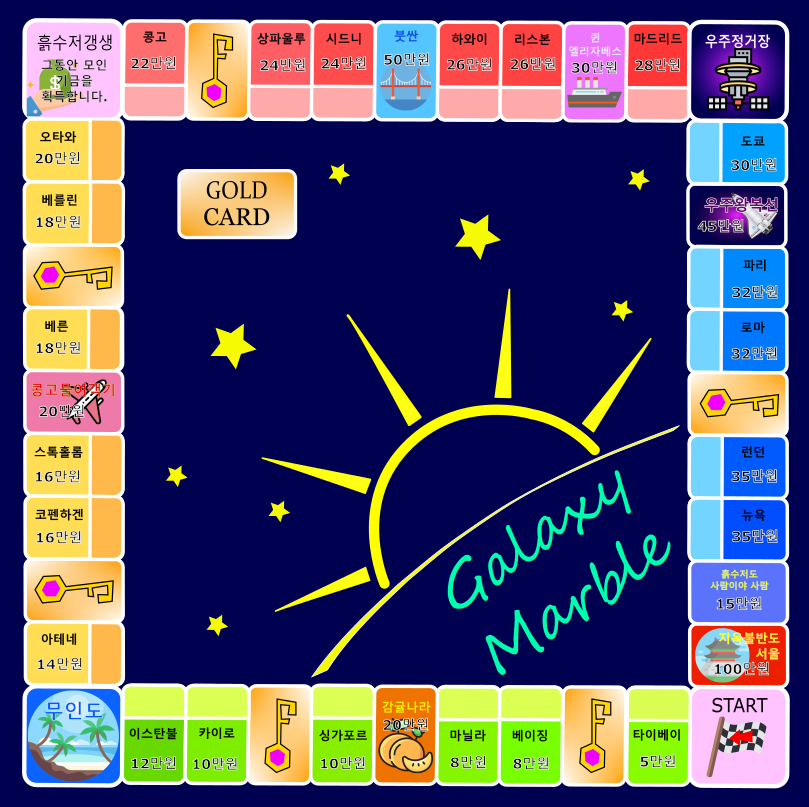 흙수저갱생
그동안 모인
기금을
획득합니다.
콩고
22만원
상파울루
24만원
시드니
24만원
붓싼
50만원
하와이
26만원
리스본
26만원
퀸
엘리자베스
30만원
마드리드
28만원
우주정거장
오타와
20만원
베를린
18만원
베른
18만원
콩고물여객기
20만원
스톡홀름
16만원
코펜하겐
16만원
아테네
14만원
GOLD
CARD
Galaxy
Marble
도쿄
30만원
우주왕복선
45만원
파리
32만원
로마
32만원
런던
35만원
뉴욕
35만원
흙수저도
사람이야 사람
15만원
지옥불반도
서울
100만원
무인도
이스탄불
12만원
카이로
10만원
싱가포르
10만원
감귤나라
20만원
마닐라
8만원
베이징
8만원
타이베이
5만원
START